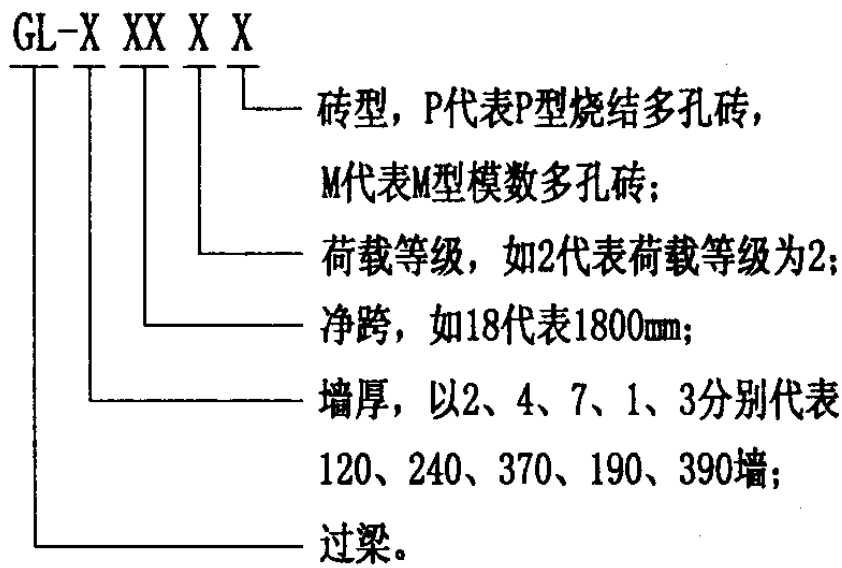 GL-X XX X X
砖型，P代表P型烧结多孔砖，
M代表M型模数多孔砖；
荷载等级，如2代表荷载等级为2；
净跨，如18代表1800mm；
墙厚，以2、4、7、1、3分别代表
120、240、370、190、390墙；
过梁。